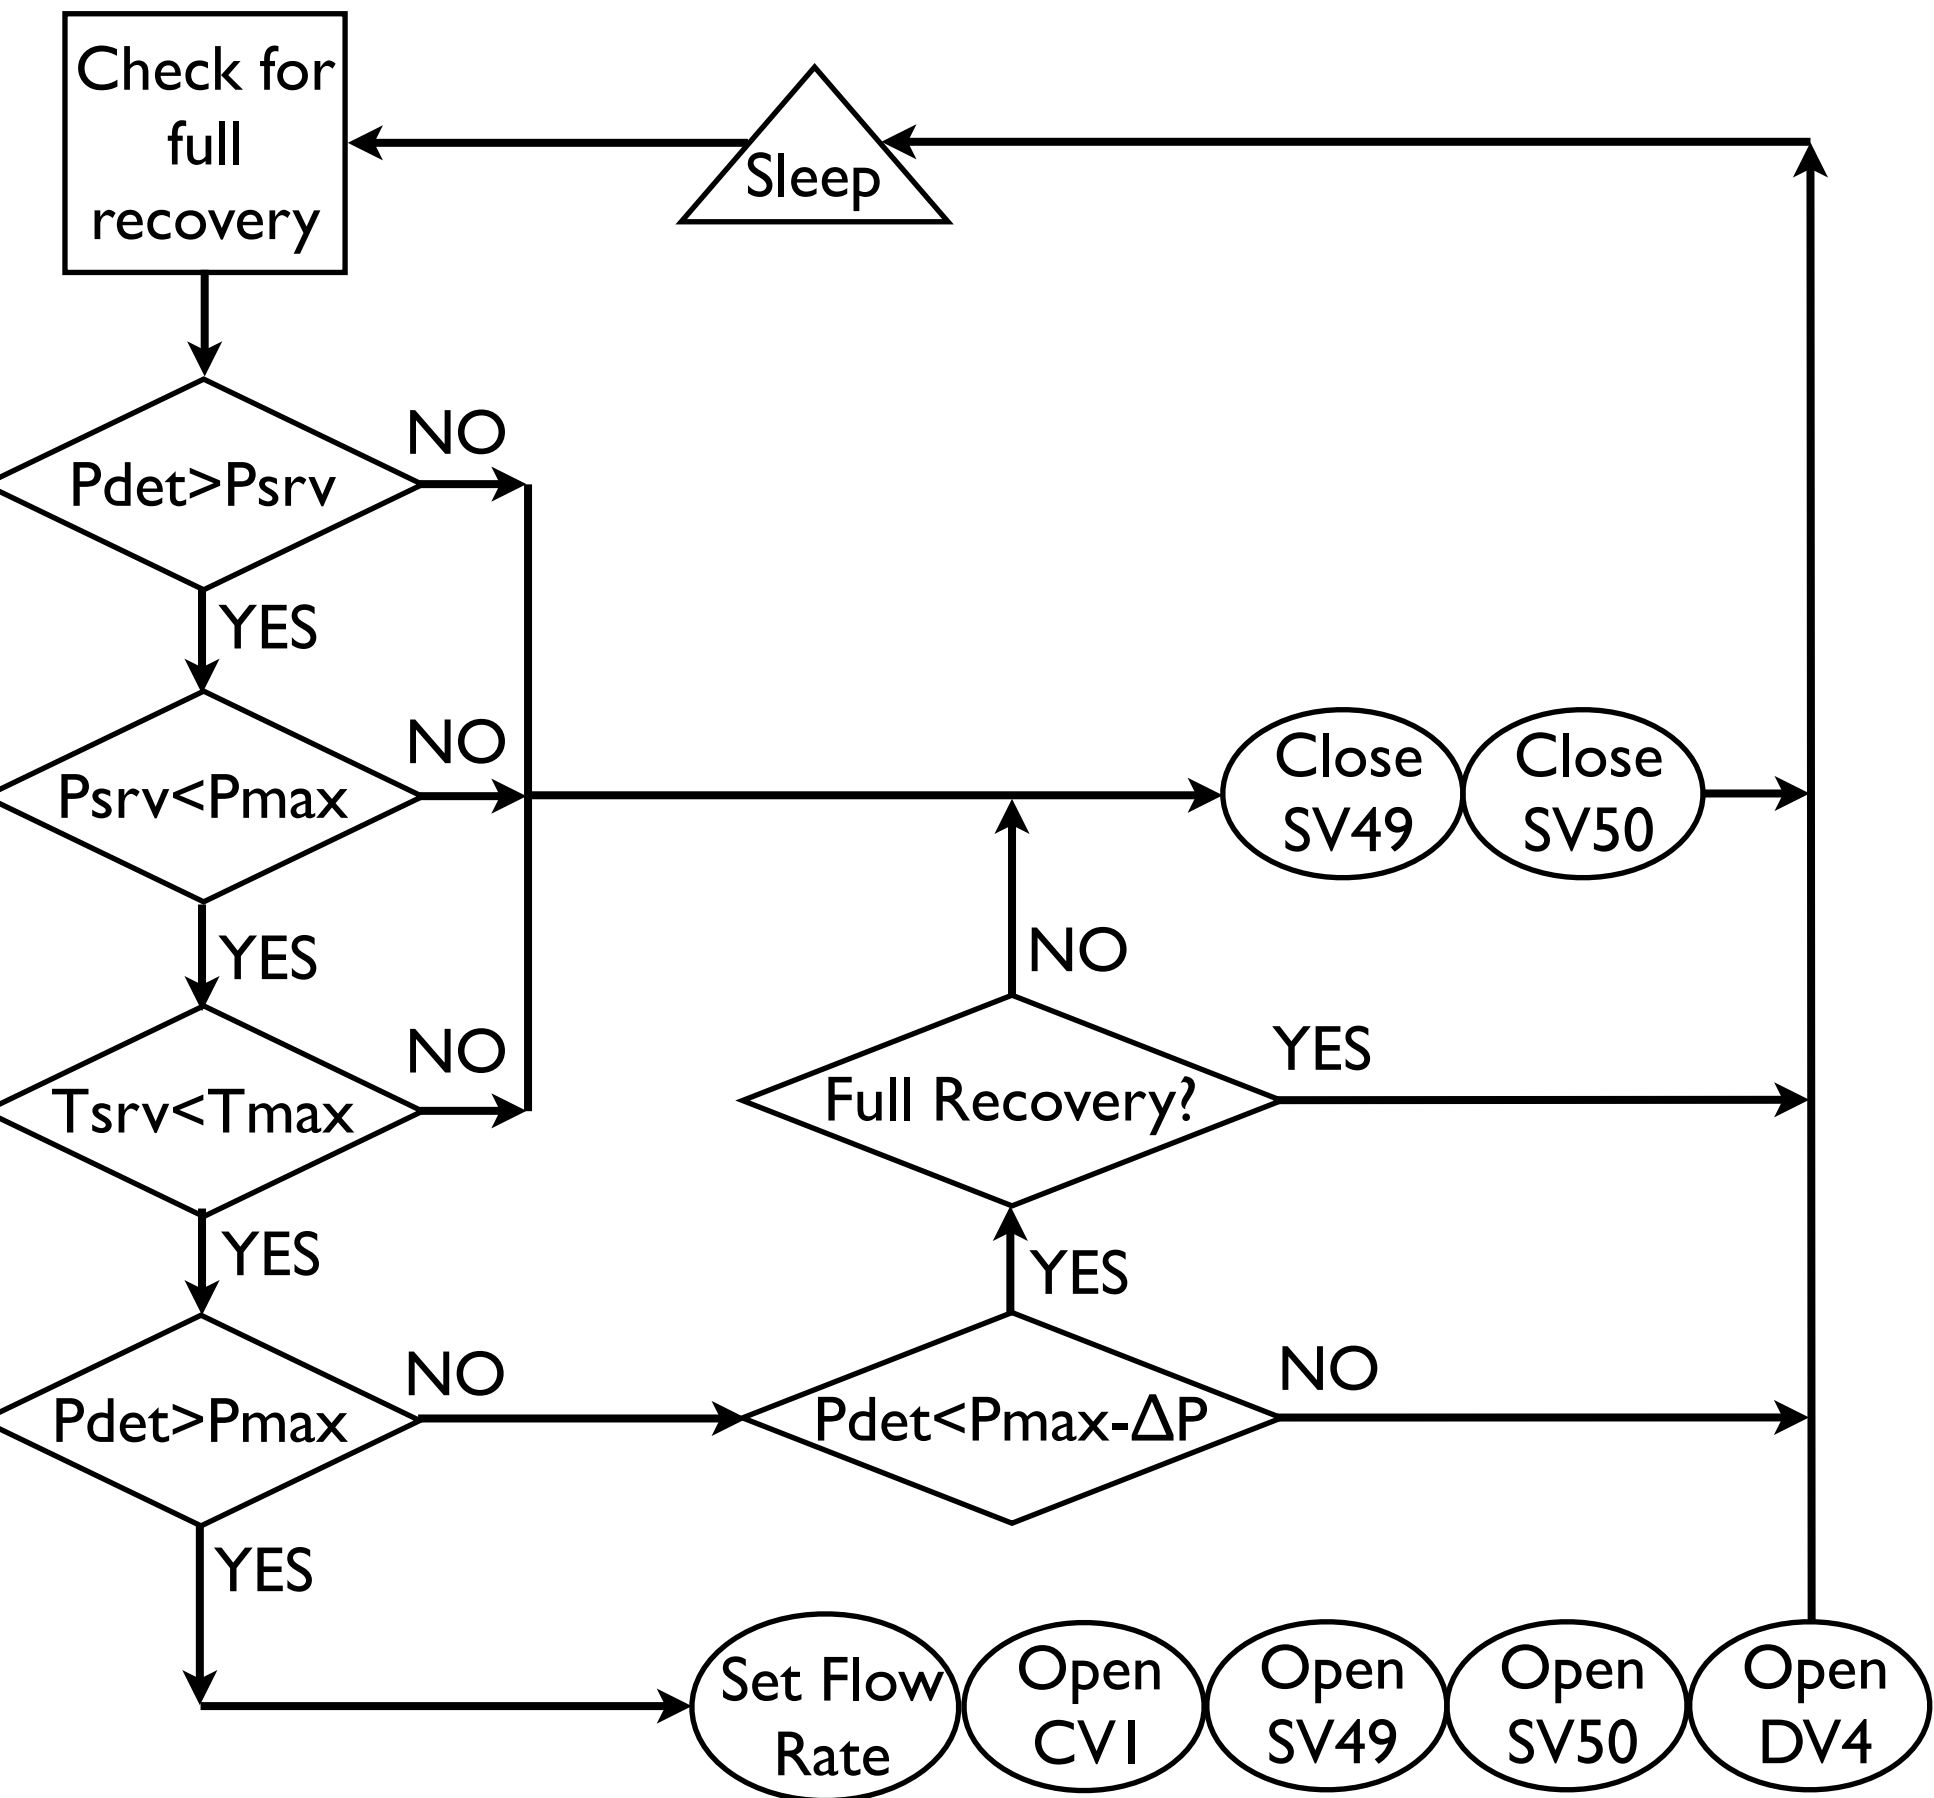 Check for
full
recovery
Sleep
NO
Pdet>Psrv
YES
NO
Psrv<Pmax
Close
SV49
Close
SV50
YES
NO
NO
Tsrv<Tmax
Full Recovery?
YES
YES
YES
NO
NO
Pdet>Pmax
Pdet<Pmax-ΔP
YES
Set Flow
Rate
Open
CV1
Open
SV49
Open
SV50
Open
DV4